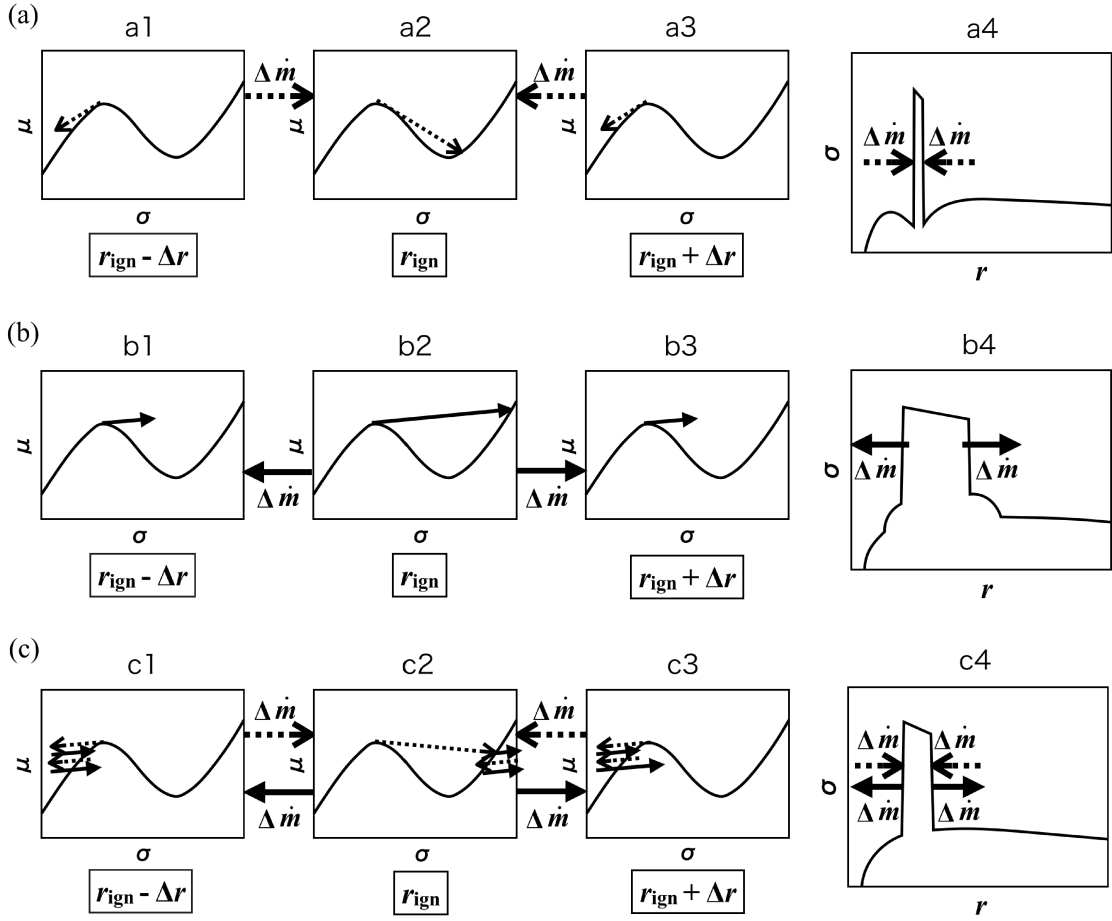 (a)
a1 a2 a3 a4
Δṁ Δṁ
μ μ μ σ
Δṁ Δṁ
σ σ σ r
r_ign - Δr r_ign r_ign + Δr
(b)
b1 b2 b3 b4
μ μ μ σ
Δṁ Δṁ Δṁ Δṁ
σ σ σ r
r_ign - Δr r_ign r_ign + Δr
(c)
c1 c2 c3 c4
Δṁ Δṁ Δṁ Δṁ
μ μ μ σ
Δṁ Δṁ Δṁ Δṁ
σ σ σ r
r_ign - Δr r_ign r_ign + Δr